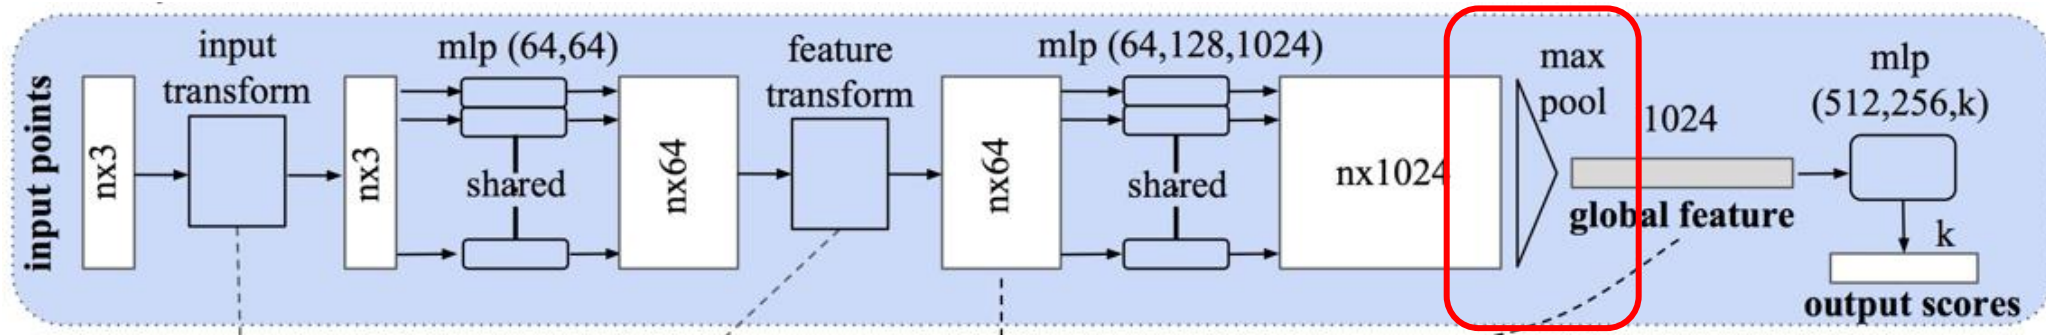 input points
nx3
input
transform
nx3
mlp (64,64)
shared
nx64
feature
transform
nx64
mlp (64,128,1024)
shared
nx1024
max
pool
1024
global feature
mlp
(512,256,k)
k
output scores